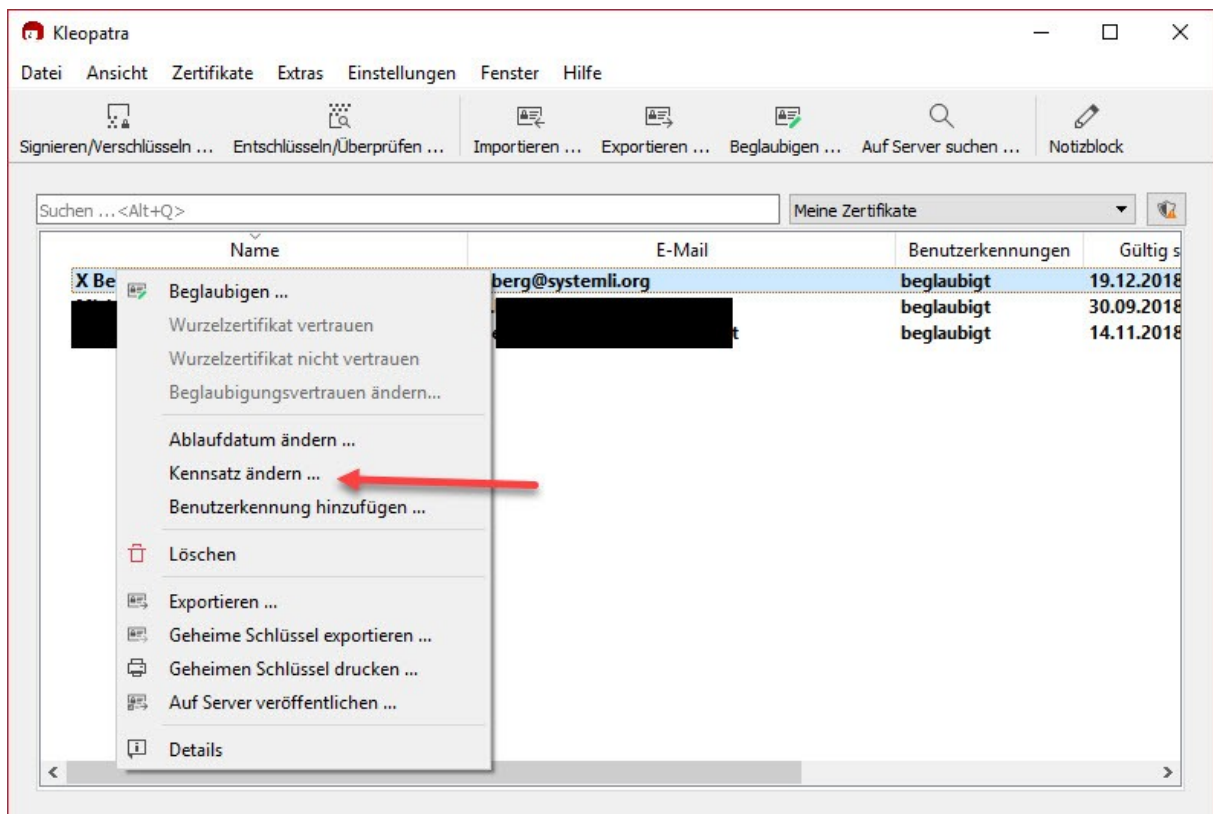 Kleopatra
Datei Ansicht Zertifikate Extras Einstellungen Fenster Hilfe
Signieren/Verschlüsseln ... Entschlüsseln/Überprüfen ... Importieren ... Exportieren ... Beglaubigen ... Auf Server suchen ... Notizblock
Suchen ...<Alt+Q> Meine Zertifikate
Name E-Mail Benutzerkennungen Gültig s
X Be berg@systemli.org beglaubigt 19.12.2018
beglaubigt 30.09.2018
t beglaubigt 14.11.2018
Beglaubigen ...
Wurzelzertifikat vertrauen
Wurzelzertifikat nicht vertrauen
Beglaubigungsvertrauen ändern...
Ablaufdatum ändern ...
Kennsatz ändern ...
Benutzerkennung hinzufügen ...
Löschen
Exportieren ...
Geheime Schlüssel exportieren ...
Geheimen Schlüssel drucken ...
Auf Server veröffentlichen ...
Details